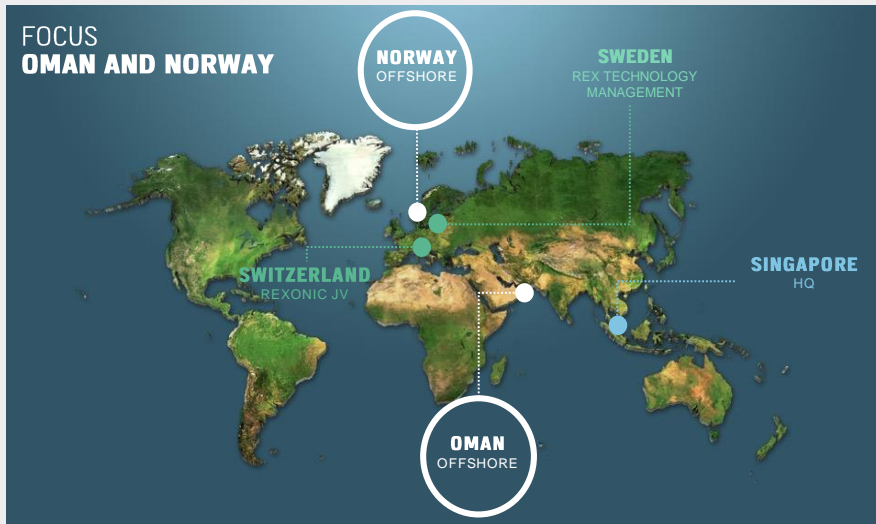 FOCUS
OMAN AND NORWAY
NORWAY
OFFSHORE
SWEDEN
REX TECHNOLOGY
MANAGEMENT
SWITZERLAND
REXONIC JV
SINGAPORE
HQ
OMAN
OFFSHORE